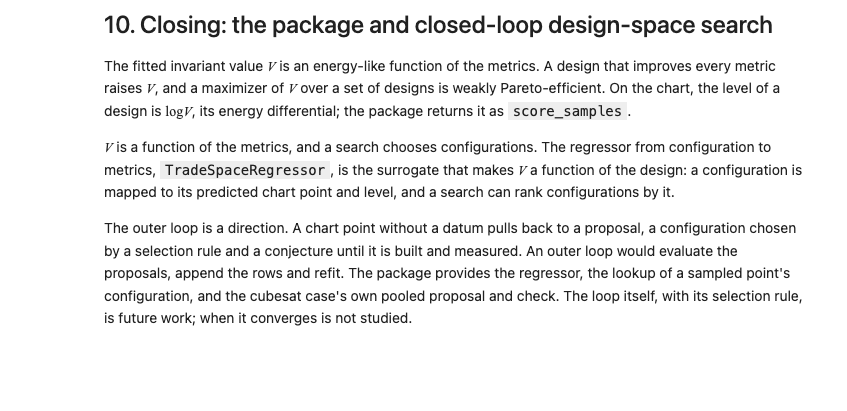 10. Closing: the package and closed-loop design-space search
The fitted invariant value V is an energy-like function of the metrics. A design that improves every metric
raises V, and a maximizer of V over a set of designs is weakly Pareto-efficient. On the chart, the level of a
design is log V, its energy differential; the package returns it as score_samples .
V is a function of the metrics, and a search chooses configurations. The regressor from configuration to
metrics, TradeSpaceRegressor , is the surrogate that makes V a function of the design: a configuration is
mapped to its predicted chart point and level, and a search can rank configurations by it.
The outer loop is a direction. A chart point without a datum pulls back to a proposal, a configuration chosen
by a selection rule and a conjecture until it is built and measured. An outer loop would evaluate the
proposals, append the rows and refit. The package provides the regressor, the lookup of a sampled point's
configuration, and the cubesat case's own pooled proposal and check. The loop itself, with its selection rule,
is future work; when it converges is not studied.